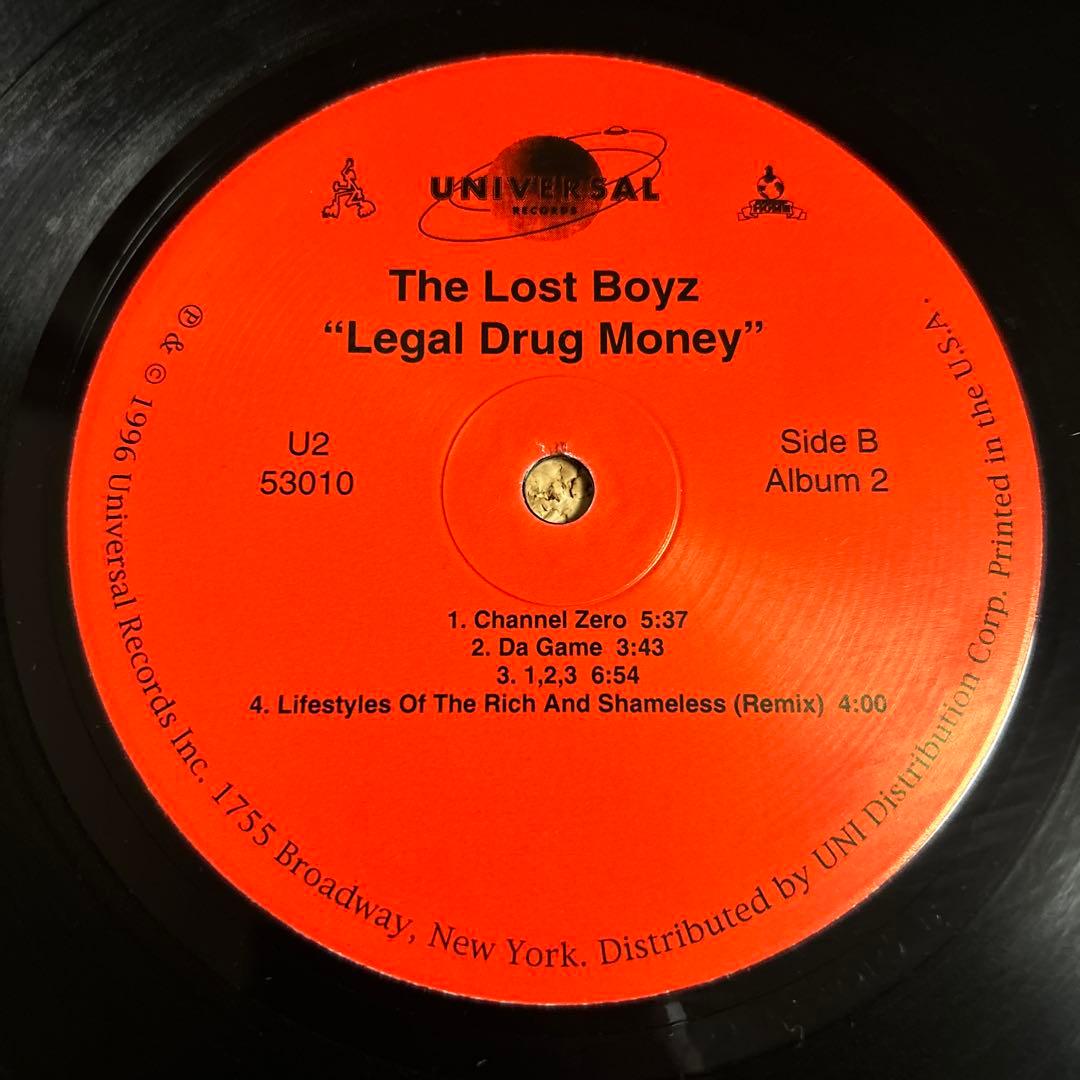 UNIVERSAL
RECORDS
The Lost Boyz
“Legal Drug Money”
U2
53010
Side B
Album 2
1. Channel Zero 5:37
2. Da Game 3:43
3. 1,2,3 6:54
4. Lifestyles Of The Rich And Shameless (Remix) 4:00
℗ & © 1996 Universal Records Inc. 1755 Broadway, New York. Distributed by UNI Distribution Corp. Printed in the U.S.A.